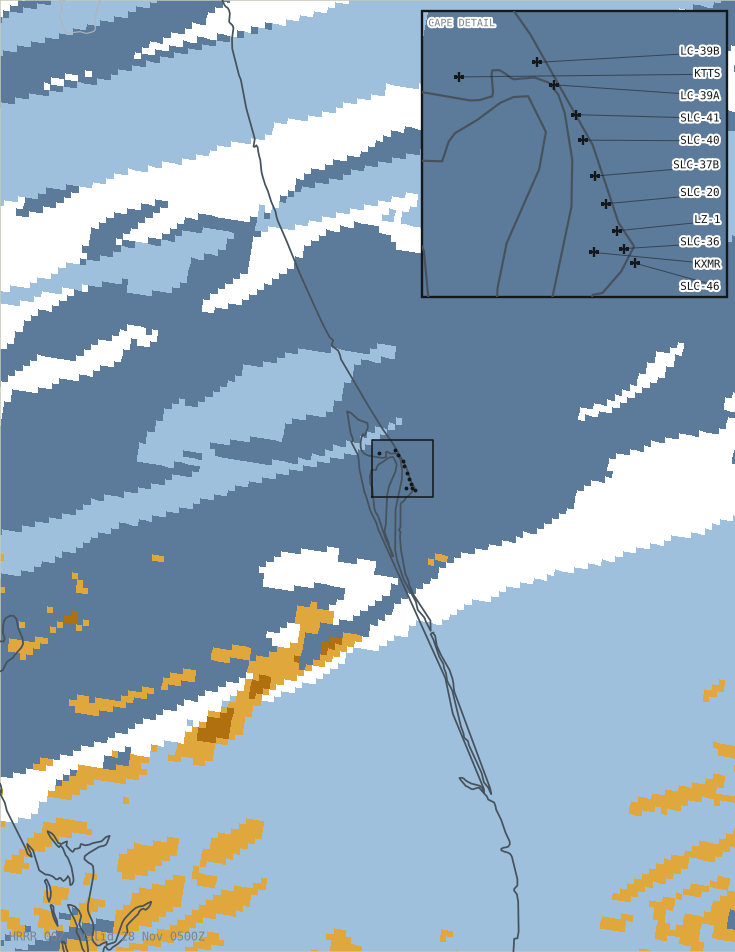 CAPE DETAIL
LC-39B
KTTS
LC-39A
SLC-41
SLC-40
SLC-37B
SLC-20
LZ-1
SLC-36
KXMR
SLC-46
HRRR 28 Nov 0500Z